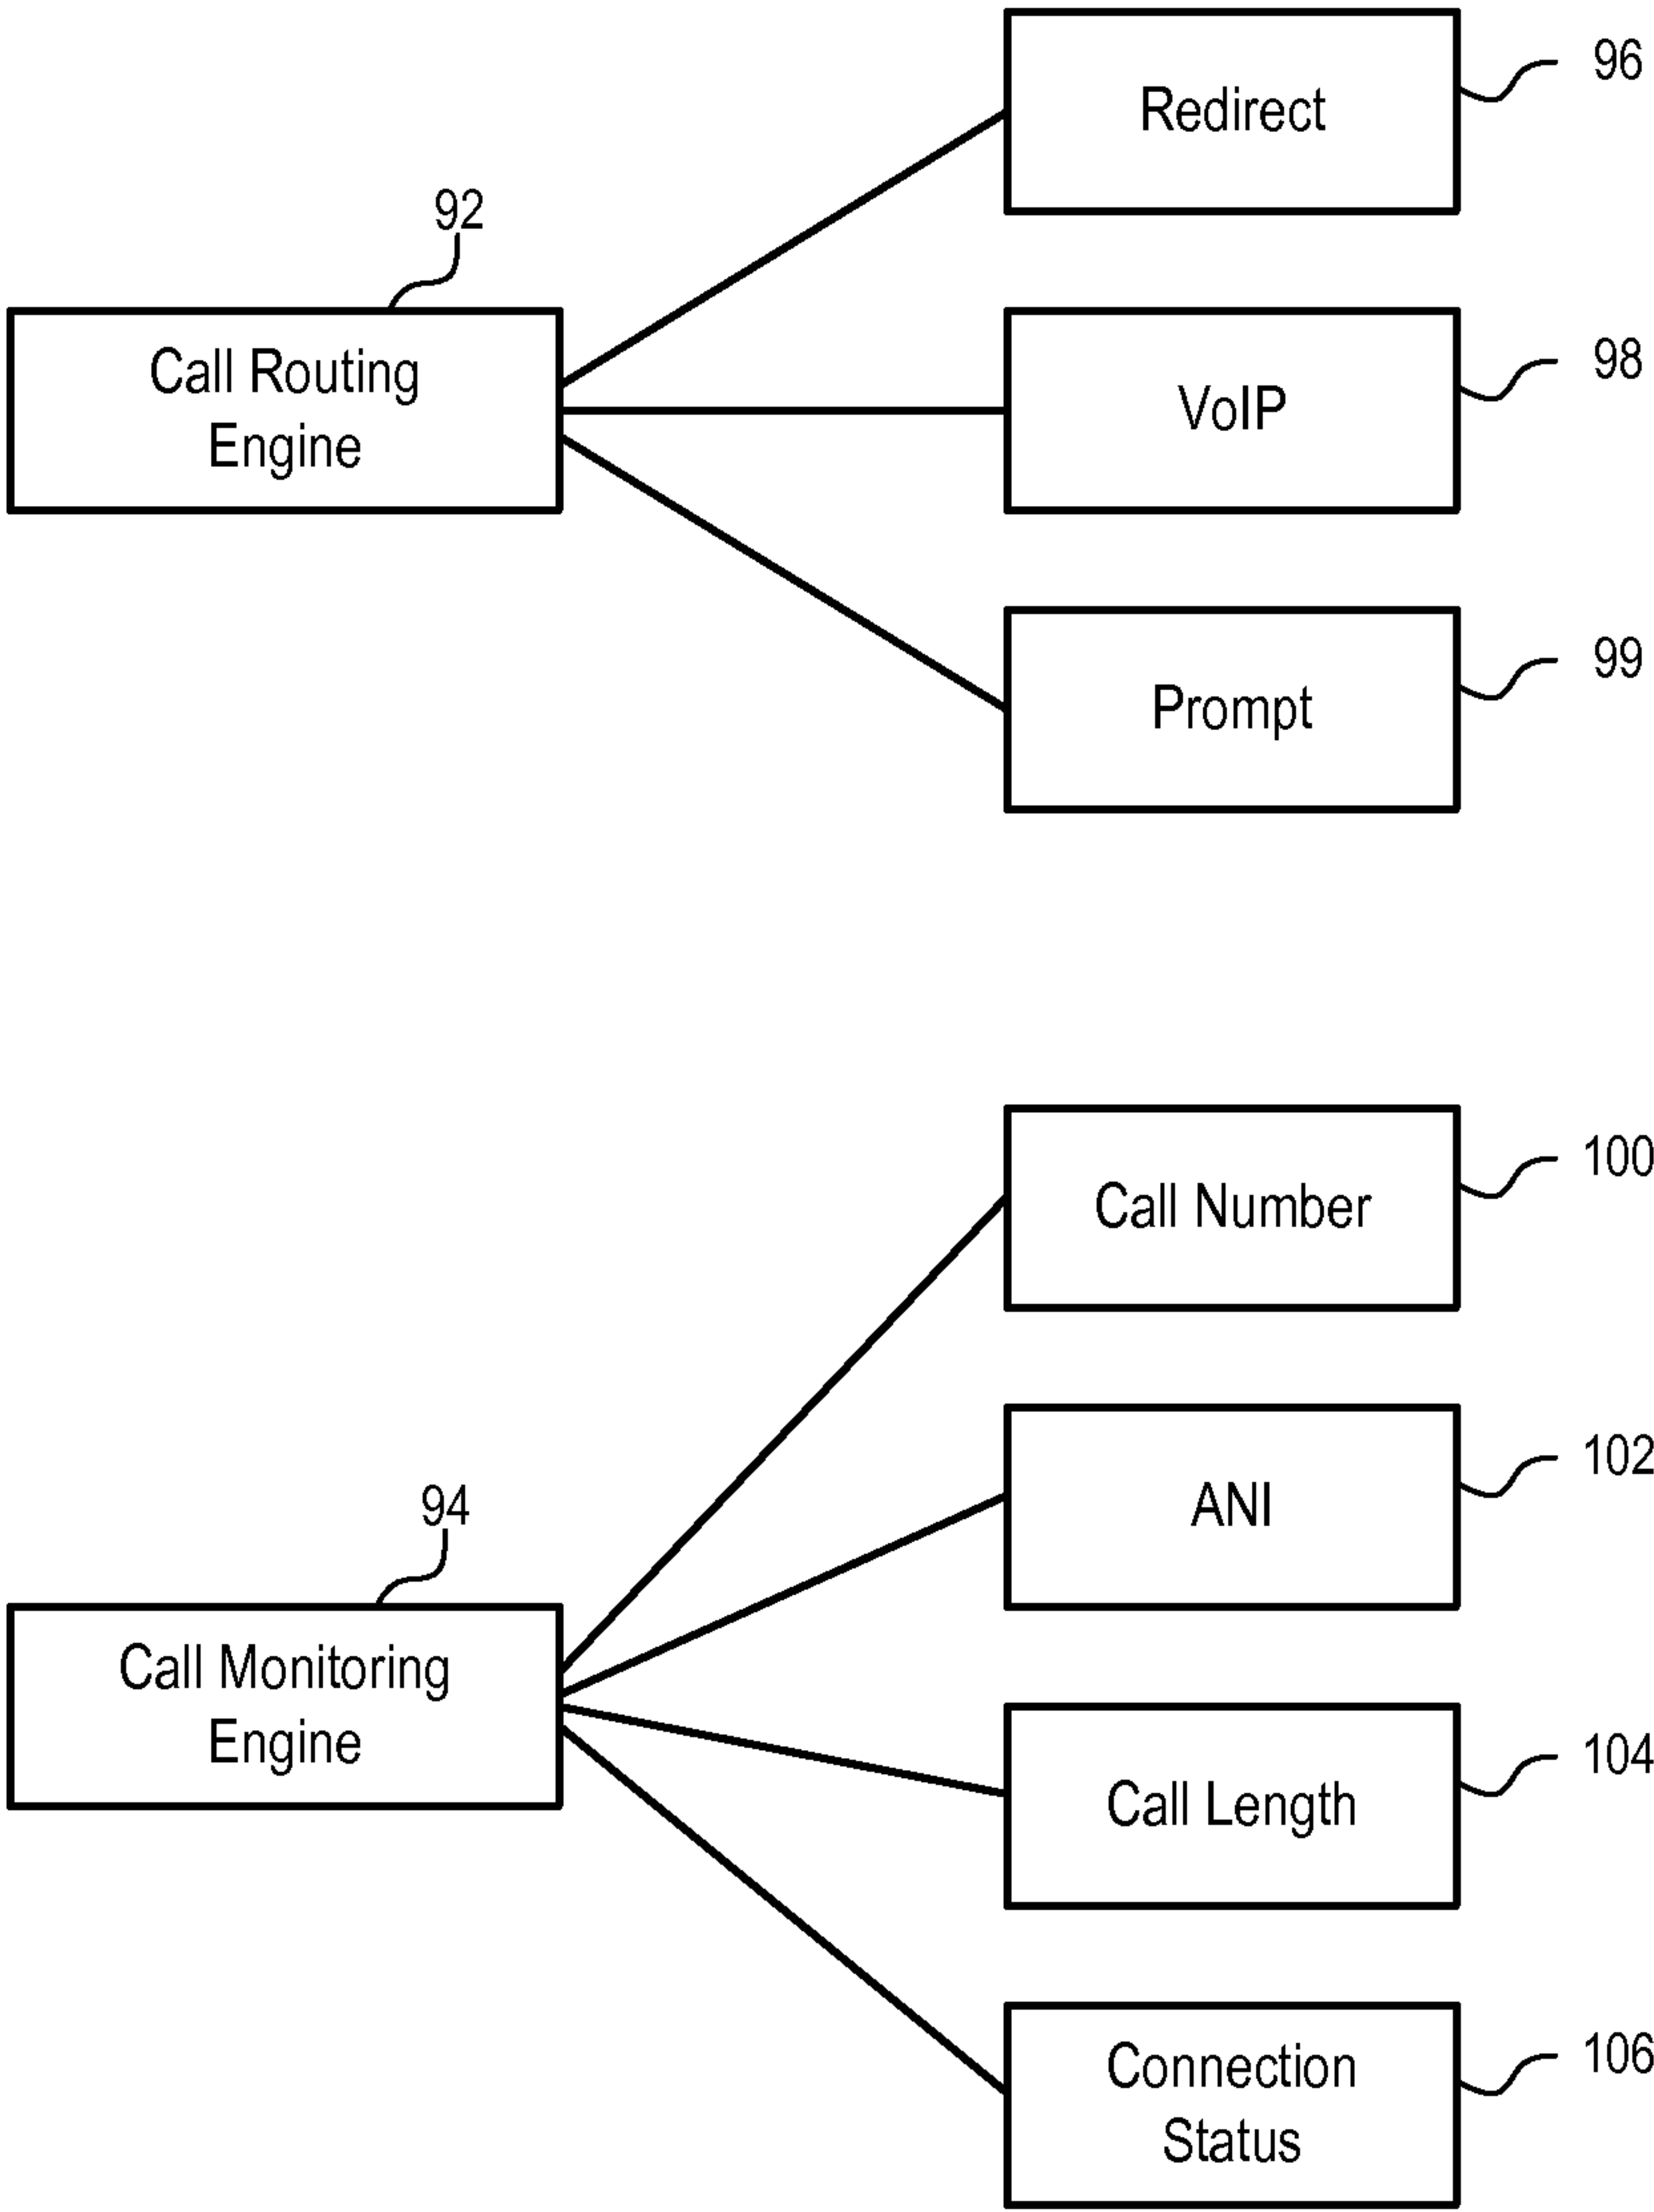 96
Redirect
92
98
Call Routing
Engine
VoIP
99
Prompt
100
Call Number
102
ANI
94
Call Monitoring
Engine
104
Call Length
106
Connection
Status